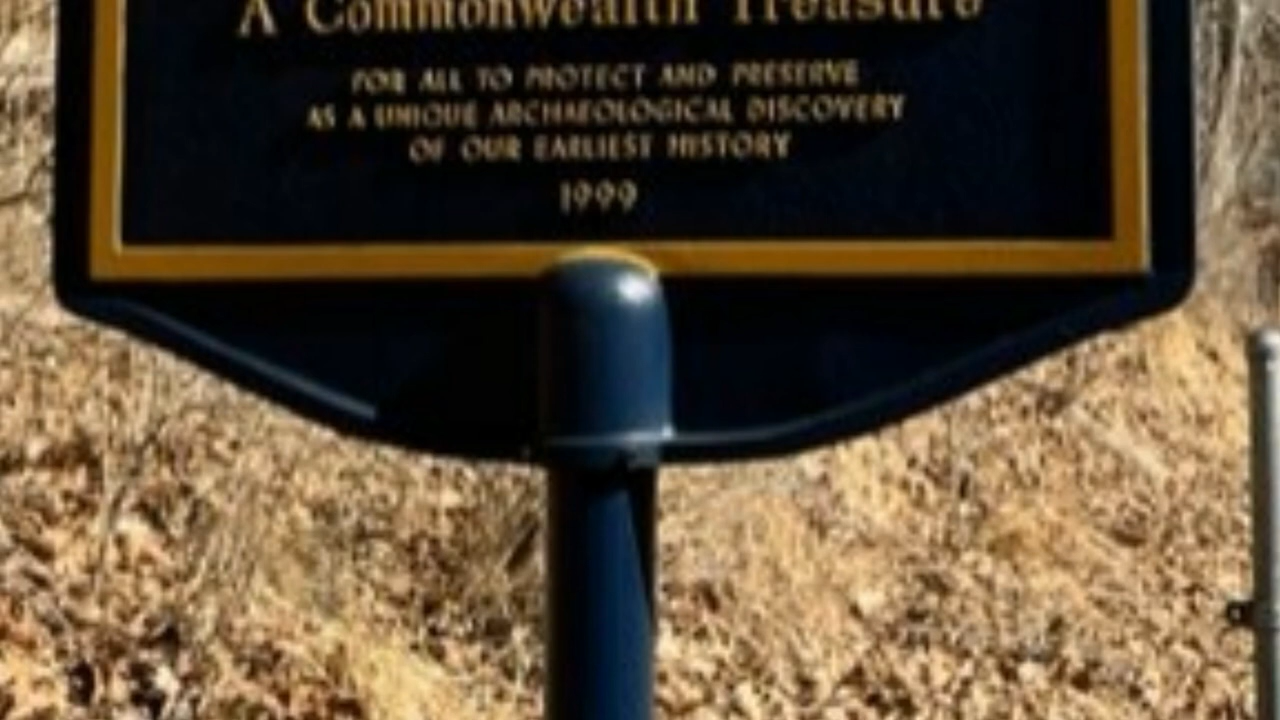 A Commonwealth Treasure
FOR ALL TO PROTECT AND PRESERVE
AS A UNIQUE ARCHAEOLOGICAL DISCOVERY
OF OUR EARLIEST HISTORY
1999